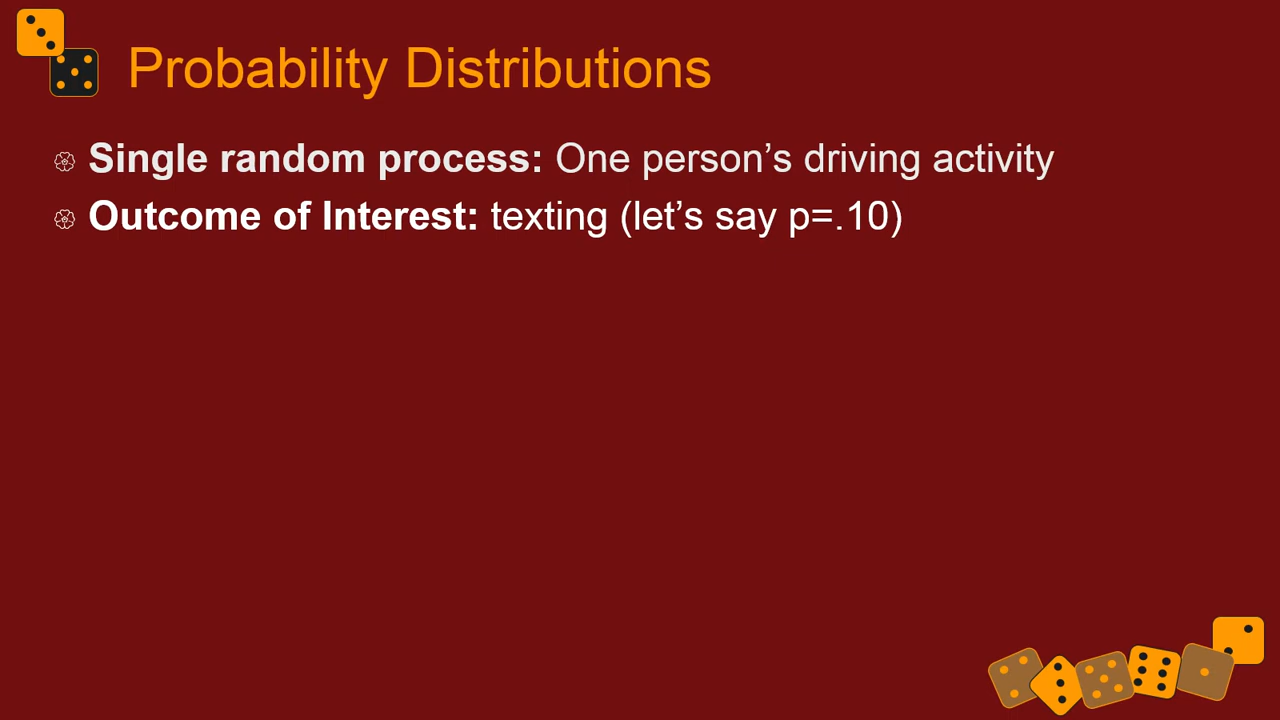 Probability Distributions
Single random process: One person’s driving activity
Outcome of Interest: texting (let’s say p=.10)